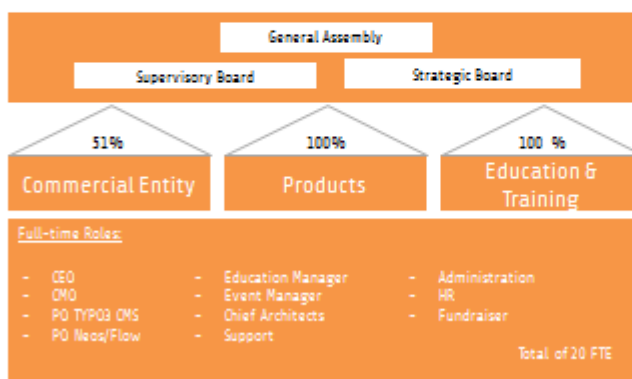 General Assembly
Supervisory Board
Strategic Board
51%
100%
100 %
Commercial Entity
Products
Education &
Training
Full-time Roles:
- CEO
- CMO
- PO TYPO3 CMS
- PO Neos/Flow
- Education Manager
- Event Manager
- Chief Architects
- Support
- Administration
- HR
- Fundraiser
Total of 20 FTE